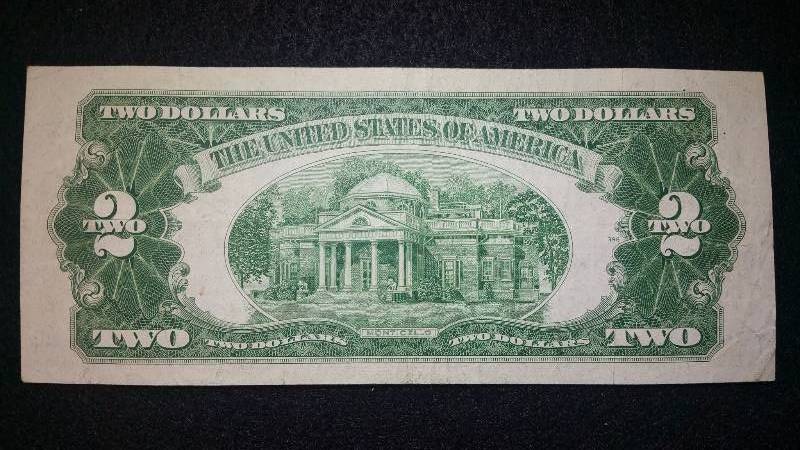 TWO DOLLARS TWO DOLLARS
THE UNITED STATES OF AMERICA
2 2
TWO TWO
MONTICELLO
TWO TWO DOLLARS TWO DOLLARS TWO